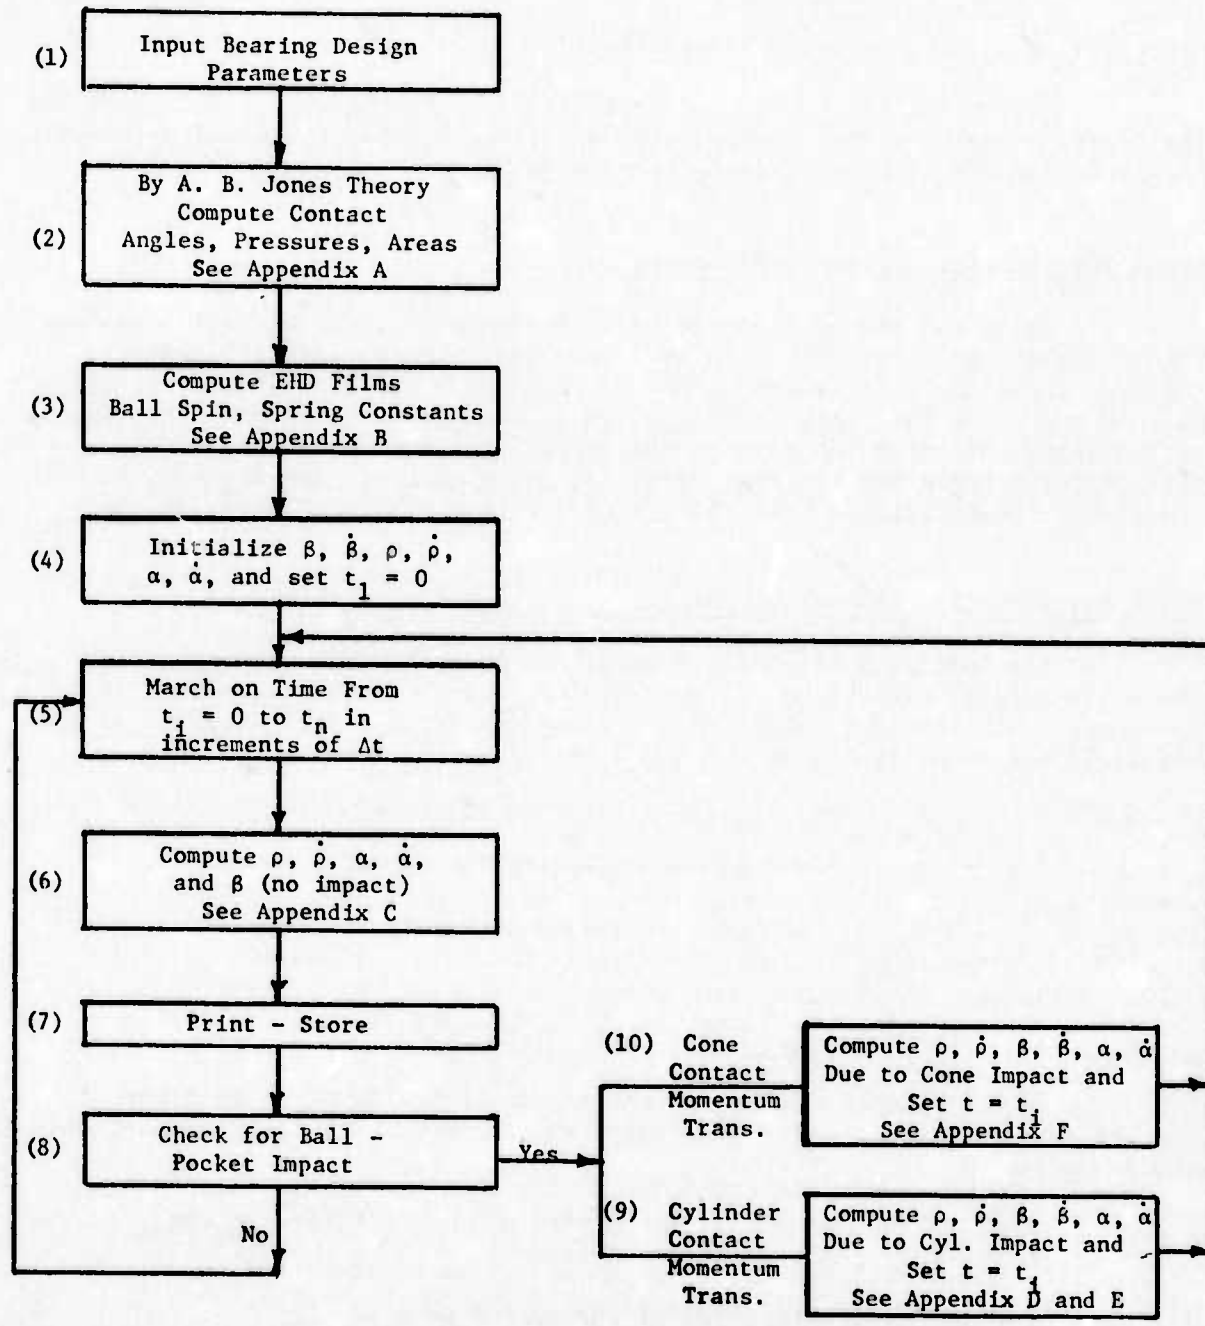 (1)
Input Bearing Design
Parameters
(2)
By A. B. Jones Theory
Compute Contact
Angles, Pressures, Areas
See Appendix A
(3)
Compute EHD Films
Ball Spin, Spring Constants
See Appendix B
(4)
Initialize β, β̇, ρ, ρ̇,
α, α̇, and set t₁ = 0
(5)
March on Time From
tᵢ = 0 to tₙ in
increments of Δt
(6)
Compute ρ, ρ̇, α, α̇,
and β (no impact)
See Appendix C
(7)
Print - Store
(8)
Check for Ball -
Pocket Impact
Yes
No
(10) Cone
Contact
Momentum
Trans.
Compute ρ, ρ̇, β, β̇, α, α̇
Due to Cone Impact and
Set t = tᵢ
See Appendix F
(9) Cylinder
Contact
Momentum
Trans.
Compute ρ, ρ̇, β, β̇, α, α̇
Due to Cyl. Impact and
Set t = tᵢ
See Appendix D and E